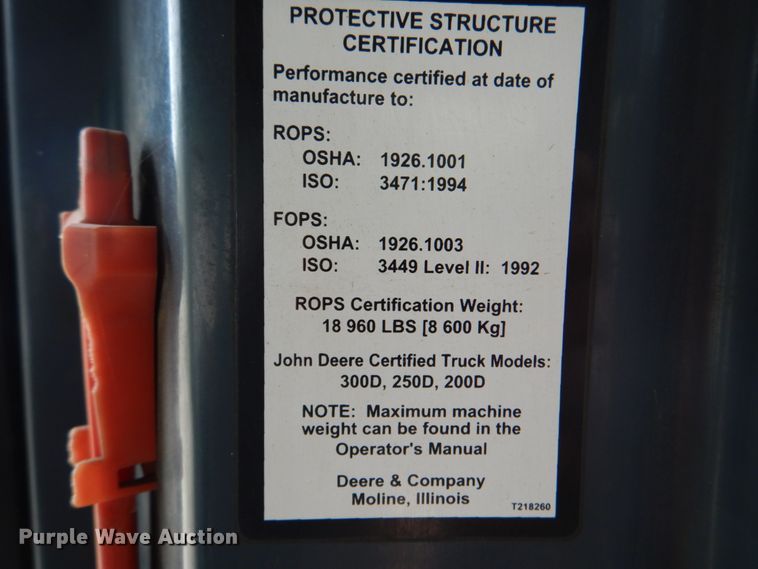 PROTECTIVE STRUCTURE
CERTIFICATION
Performance certified at date of
manufacture to:
ROPS:
OSHA: 1926.1001
ISO: 3471:1994
FOPS:
OSHA: 1926.1003
ISO: 3449 Level II: 1992
ROPS Certification Weight:
18 960 LBS [8 600 Kg]
John Deere Certified Truck Models:
300D, 250D, 200D
NOTE: Maximum machine
weight can be found in the
Operator's Manual
Deere & Company
Moline, Illinois
T218260
Purple Wave Auction